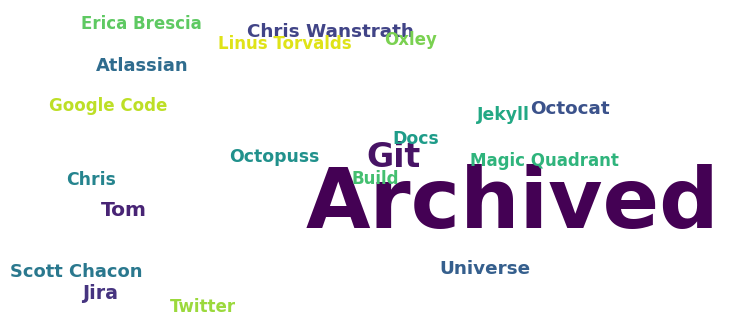 Erica Brescia
Chris Wanstrath
Linus Torvalds
Oxley
Atlassian
Google Code
Jekyll
Octocat
Docs
Octopuss
Git
Magic Quadrant
Chris
Build
Archived
Tom
Scott Chacon
Universe
Jira
Twitter